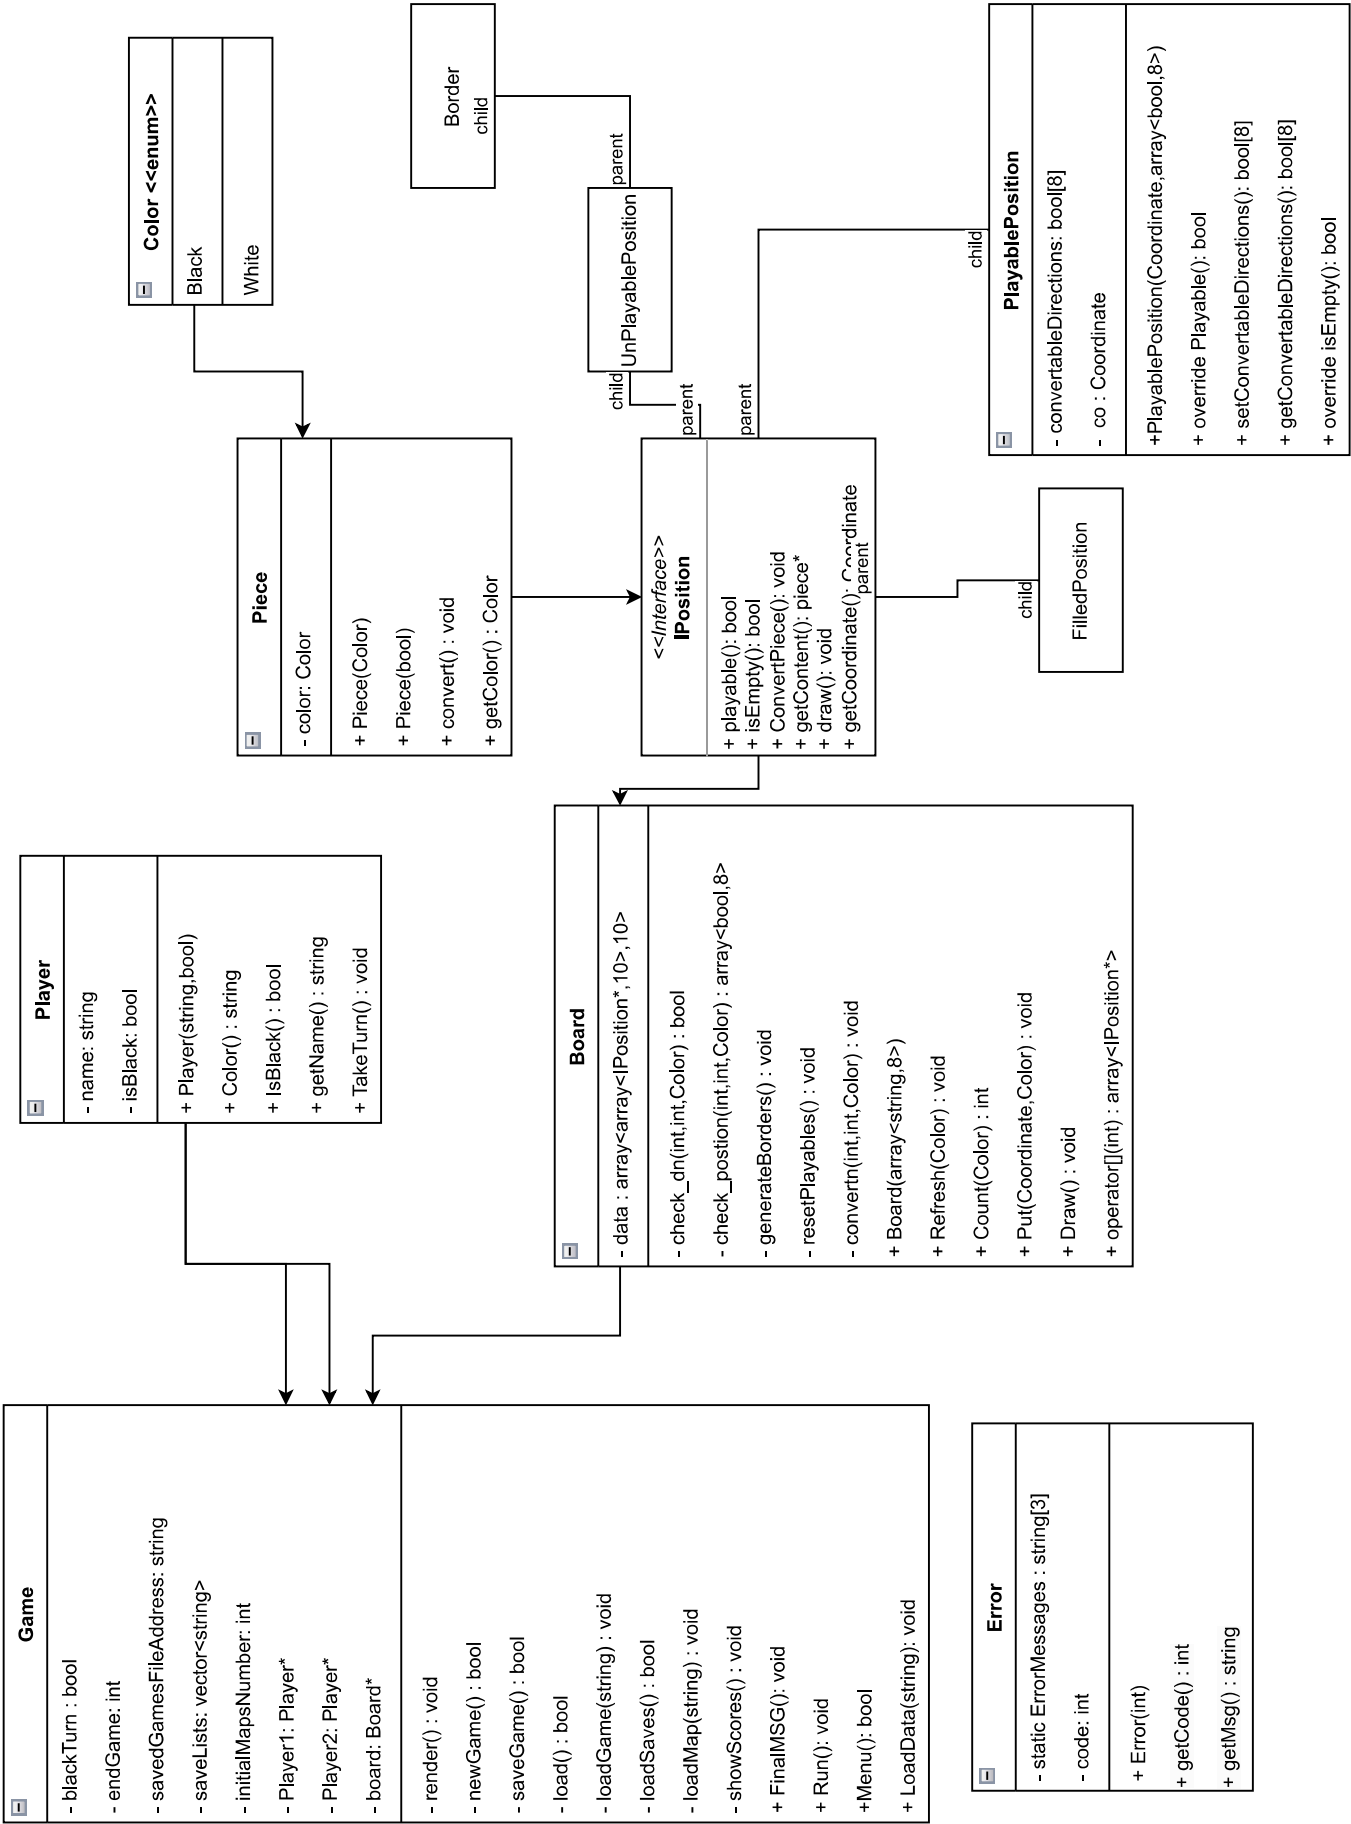 Game
- blackTurn : bool
- endGame: int
- savedGamesFileAddress: string
- saveLists: vector<string>
- initialMapsNumber: int
- Player1: Player*
- Player2: Player*
- board: Board*
- render() : void
- newGame() : bool
- saveGame() : bool
- load() : bool
- loadGame(string) : void
- loadSaves() : bool
- loadMap(string) : void
- showScores() : void
+ FinalMSG(): void
+ Run(): void
+Menu(): bool
+ LoadData(string): void
Error
- static ErrorMessages : string[3]
- code: int
+ Error(int)
+ getCode() : int
+ getMsg() : string
Player
- name: string
- isBlack: bool
+ Player(string,bool)
+ Color() : string
+ IsBlack() : bool
+ getName() : string
+ TakeTurn() : void
Board
- data : array<array<IPosition*,10>,10>
- check_dn(int,int,Color) : bool
- check_postion(int,int,Color) : array<bool,8>
- generateBorders() : void
- resetPlayables() : void
- convertn(int,int,Color) : void
+ Board(array<string,8>)
+ Refresh(Color) : void
+ Count(Color) : int
+ Put(Coordinate,Color) : void
+ Draw() : void
+ operator[](int) : array<IPosition*>
Piece
- color: Color
+ Piece(Color)
+ Piece(bool)
+ convert() : void
+ getColor() : Color
<<Interface>>
IPosition
+ playable(): bool
+ isEmpty(): bool
+ ConvertPiece(): void
+ getContent(): piece*
+ draw(): void
+ getCoordinate(): Coordinate
parent
child
FilledPosition
Color <<enum>>
Black
White
parent
child
UnPlayablePosition
parent
child
Border
parent
child
PlayablePosition
- convertableDirections: bool[8]
- co : Coordinate
+PlayablePosition(Coordinate,array<bool,8>)
+ override Playable(): bool
+ setConvertableDirections(): bool[8]
+ getConvertableDirections(): bool[8]
+ override isEmpty(): bool